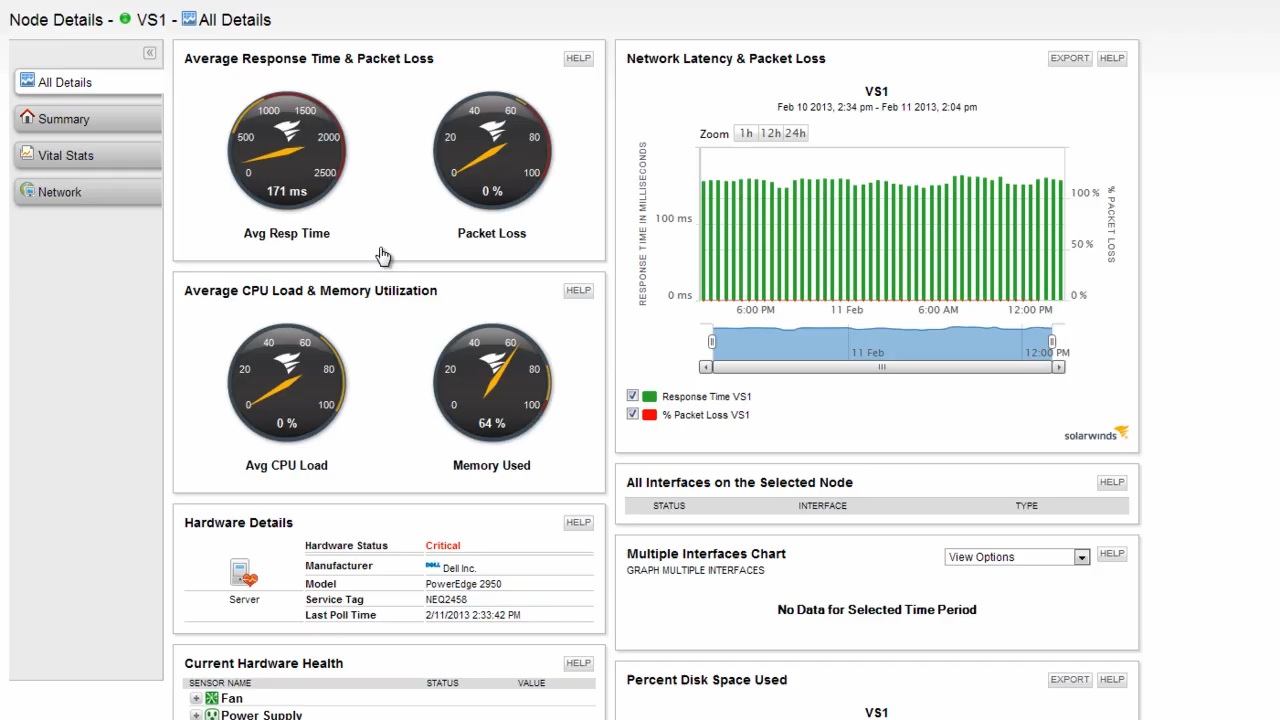 Node Details - VS1 - All Details
All Details
Summary
Vital Stats
Network
Average Response Time & Packet Loss
HELP
500 1000 1500 2000
0 2500
171 ms
Avg Resp Time
20 40 60 80
0 100
0 %
Packet Loss
Average CPU Load & Memory Utilization
HELP
20 40 60 80
0 100
0 %
Avg CPU Load
20 40 60 80
0 100
64 %
Memory Used
Hardware Details
HELP
Server
Hardware Status Critical
Manufacturer DELL Dell Inc.
Model PowerEdge 2950
Service Tag NEQ2458
Last Poll Time 2/11/2013 2:33:42 PM
Current Hardware Health
HELP
SENSOR NAME STATUS VALUE
Fan
Power Supply
Network Latency & Packet Loss
EXPORT HELP
VS1
Feb 10 2013, 2:34 pm - Feb 11 2013, 2:04 pm
Zoom 1h 12h 24h
RESPONSE TIME IN MILLISECONDS
100 ms
0 ms
100 %
50 %
0 %
% PACKET LOSS
6:00 PM 11 Feb 6:00 AM 12:00 PM
11 Feb 12:00 PM
Response Time VS1
% Packet Loss VS1
solarwinds
All Interfaces on the Selected Node
HELP
STATUS INTERFACE TYPE
Multiple Interfaces Chart
GRAPH MULTIPLE INTERFACES
View Options
HELP
No Data for Selected Time Period
Percent Disk Space Used
EXPORT HELP
VS1